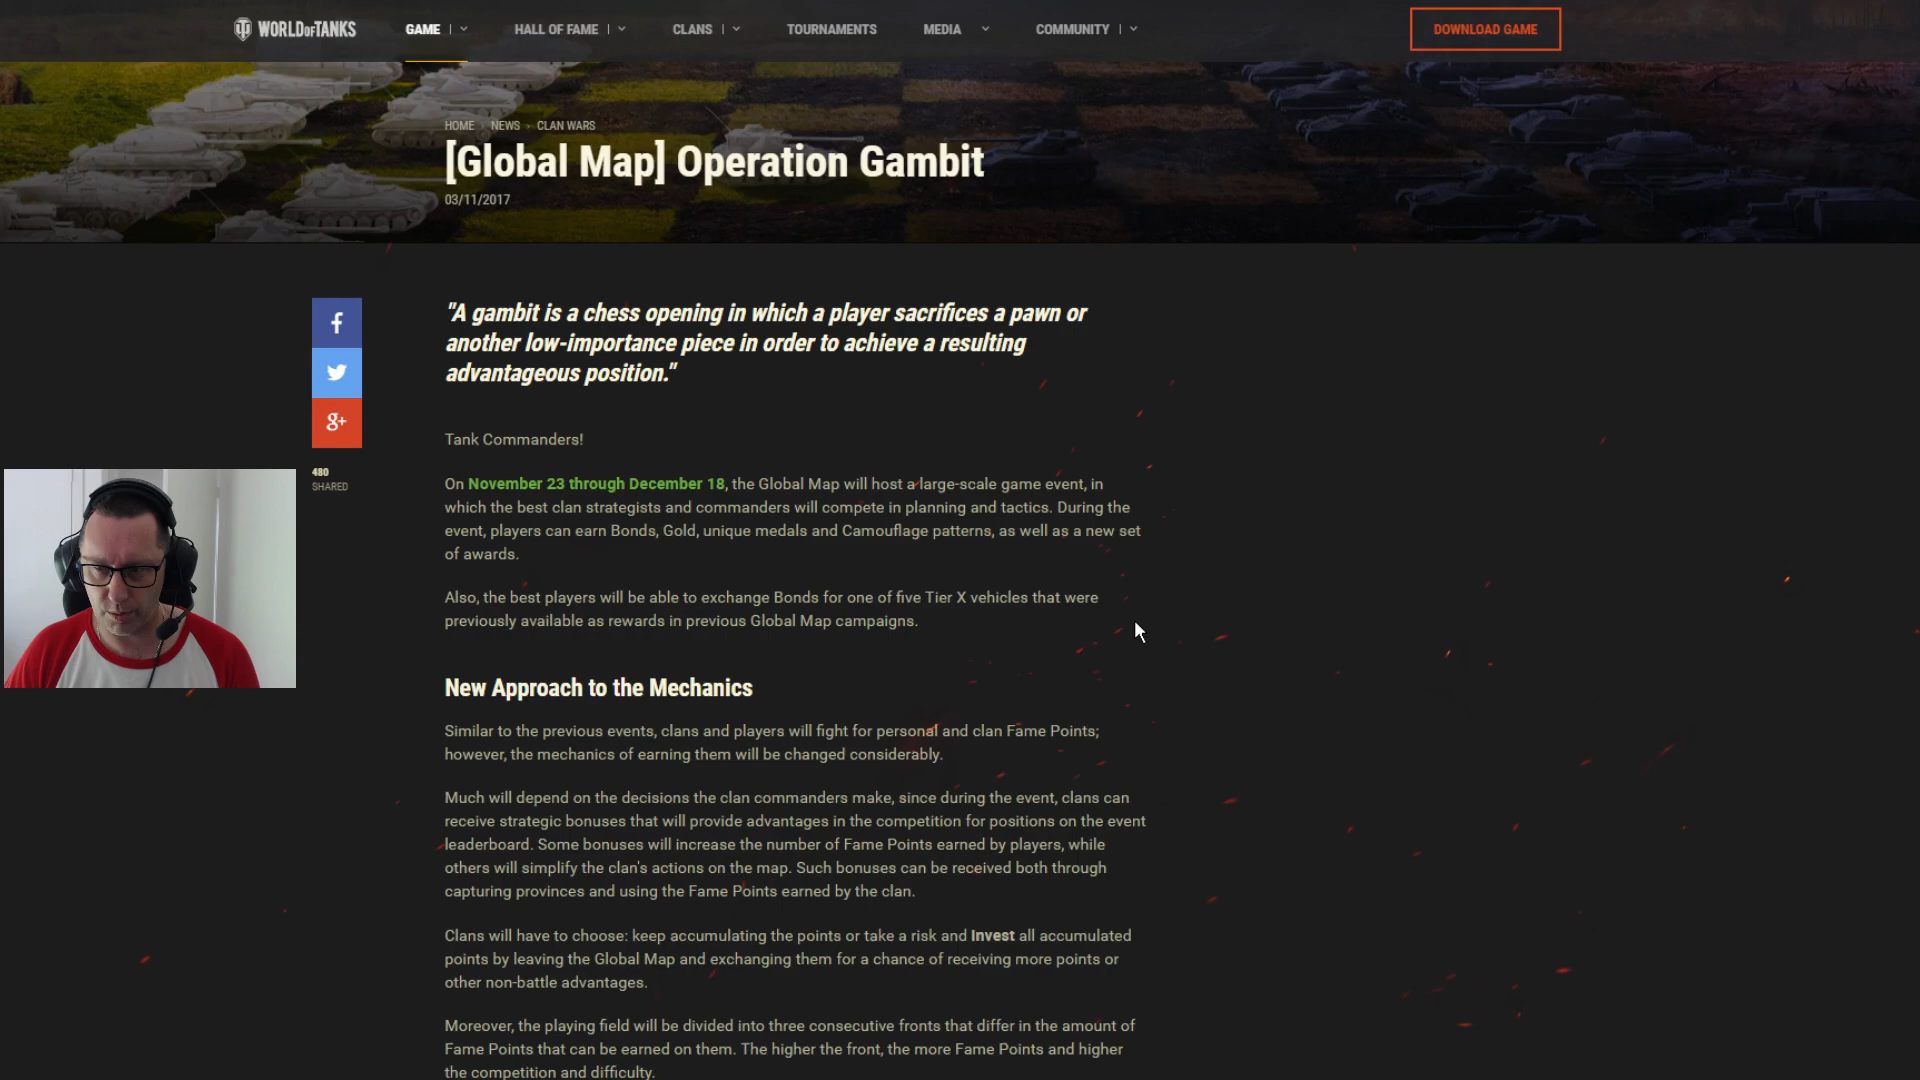 WORLD OF TANKS
GAME
HALL OF FAME
CLANS
TOURNAMENTS
MEDIA
COMMUNITY
DOWNLOAD GAME
HOME › NEWS › CLAN WARS
[Global Map] Operation Gambit
03/11/2017
"A gambit is a chess opening in which a player sacrifices a pawn or
another low-importance piece in order to achieve a resulting
advantageous position."
8+
480
SHARED
Tank Commanders!
On November 23 through December 18, the Global Map will host a large-scale game event, in
which the best clan strategists and commanders will compete in planning and tactics. During the
event, players can earn Bonds, Gold, unique medals and Camouflage patterns, as well as a new set
of awards.
Also, the best players will be able to exchange Bonds for one of five Tier X vehicles that were
previously available as rewards in previous Global Map campaigns.
New Approach to the Mechanics
Similar to the previous events, clans and players will fight for personal and clan Fame Points;
however, the mechanics of earning them will be changed considerably.
Much will depend on the decisions the clan commanders make, since during the event, clans can
receive strategic bonuses that will provide advantages in the competition for positions on the event
leaderboard. Some bonuses will increase the number of Fame Points earned by players, while
others will simplify the clan's actions on the map. Such bonuses can be received both through
capturing provinces and using the Fame Points earned by the clan.
Clans will have to choose: keep accumulating the points or take a risk and Invest all accumulated
points by leaving the Global Map and exchanging them for a chance of receiving more points or
other non-battle advantages.
Moreover, the playing field will be divided into three consecutive fronts that differ in the amount of
Fame Points that can be earned on them. The higher the front, the more Fame Points and higher
the competition and difficulty.